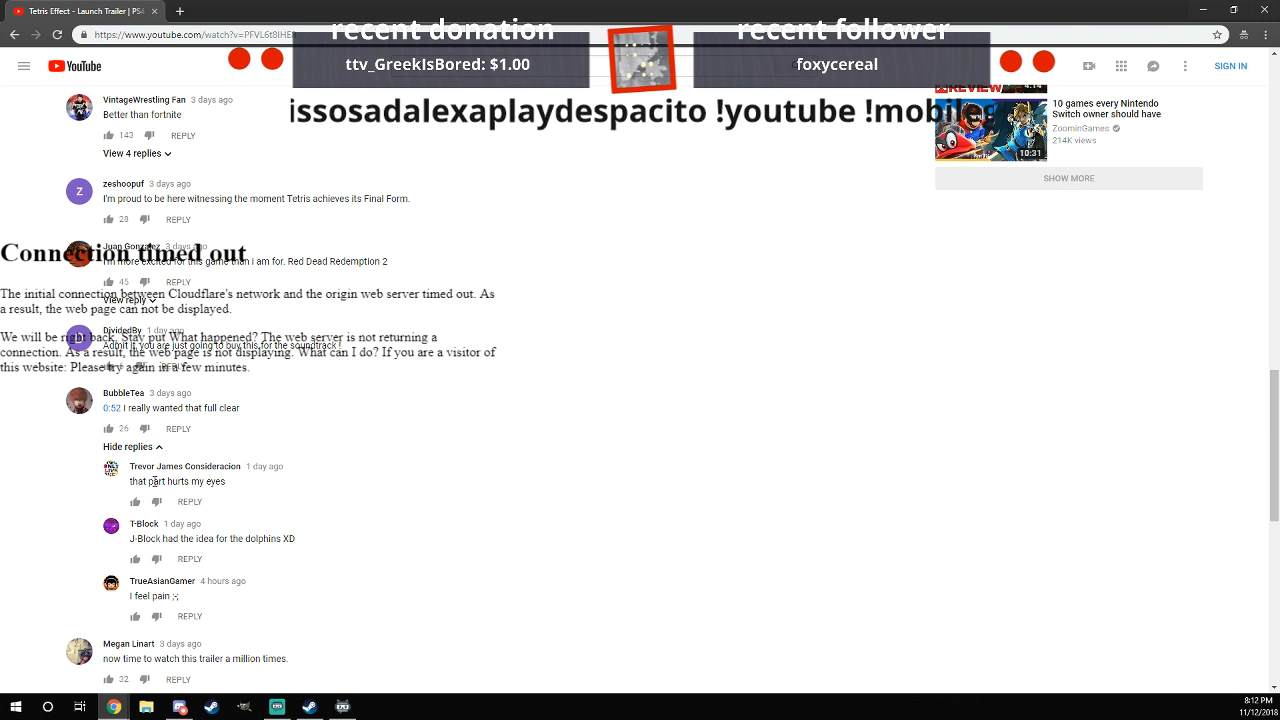 Tetris Effect - Launch Trailer | PS4
https://www.youtube.com/watch?v=PFVL6t8IHE
recent donation
recent follower
ttv_GreekIsBored: $1.00
foxycereal
YouTube
SIGN IN
issosadalexaplaydespacito !youtube !mobile
VintageWrestling Fan 3 days ago
Better than fortnite
143 REPLY
View 4 replies
REVIEW
10:31
10 games every Nintendo
Switch owner should have
ZoominGames
214K views
SHOW MORE
Z
zeshoopuf 3 days ago
I'm proud to be here witnessing the moment Tetris achieves its Final Form.
28 REPLY
Juan Gonzalez 3 days ago
Connection timed out
I'm more excited for this game than i am for. Red Dead Redemption 2
45 REPLY
The initial connection between Cloudflare's network and the origin web server timed out. As
View reply
a result, the web page can not be displayed.
D
DividedBy 1 day ago
We will be right back. Stay put What happened? The web server is not returning a
Admit it, you are just going to buy this for the soundtrack !
connection. As a result, the web page is not displaying. What can I do? If you are a visitor of
this website: Please try again in a few minutes.
REPLY
BubbleTea 3 days ago
0:52 I really wanted that full clear
26 REPLY
Hide replies
Trevor James Consideracion 1 day ago
that part hurts my eyes
REPLY
T-Block 1 day ago
J-Block had the idea for the dolphins XD
REPLY
TrueAsianGamer 4 hours ago
I feel pain ;-;
REPLY
Megan Linart 3 days ago
now time to watch this trailer a million times.
32 REPLY
8:12 PM
11/12/2018